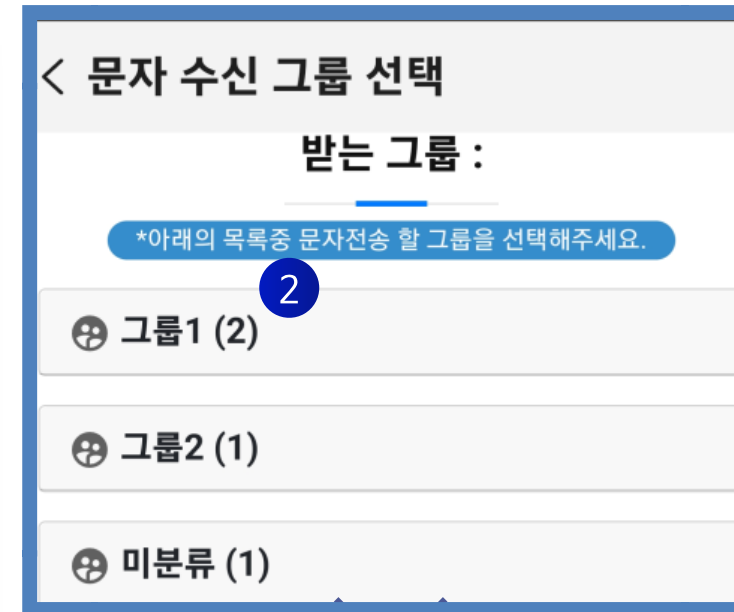 < 문자 수신 그룹 선택
받는 그룹 :
*아래의 목록중 문자전송 할 그룹을 선택해주세요.
2
그룹1 (2)
그룹2 (1)
미분류 (1)